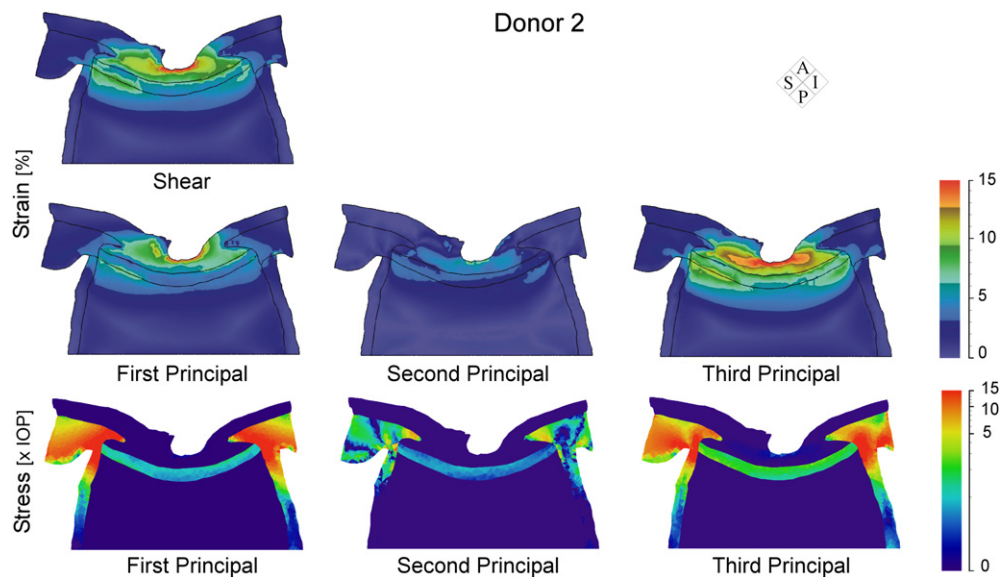 Donor 2
A
S I
P
Strain [%]
Shear
15
10
5
0
First Principal
Second Principal
Third Principal
Stress [x IOP]
15
10
5
0
First Principal
Second Principal
Third Principal